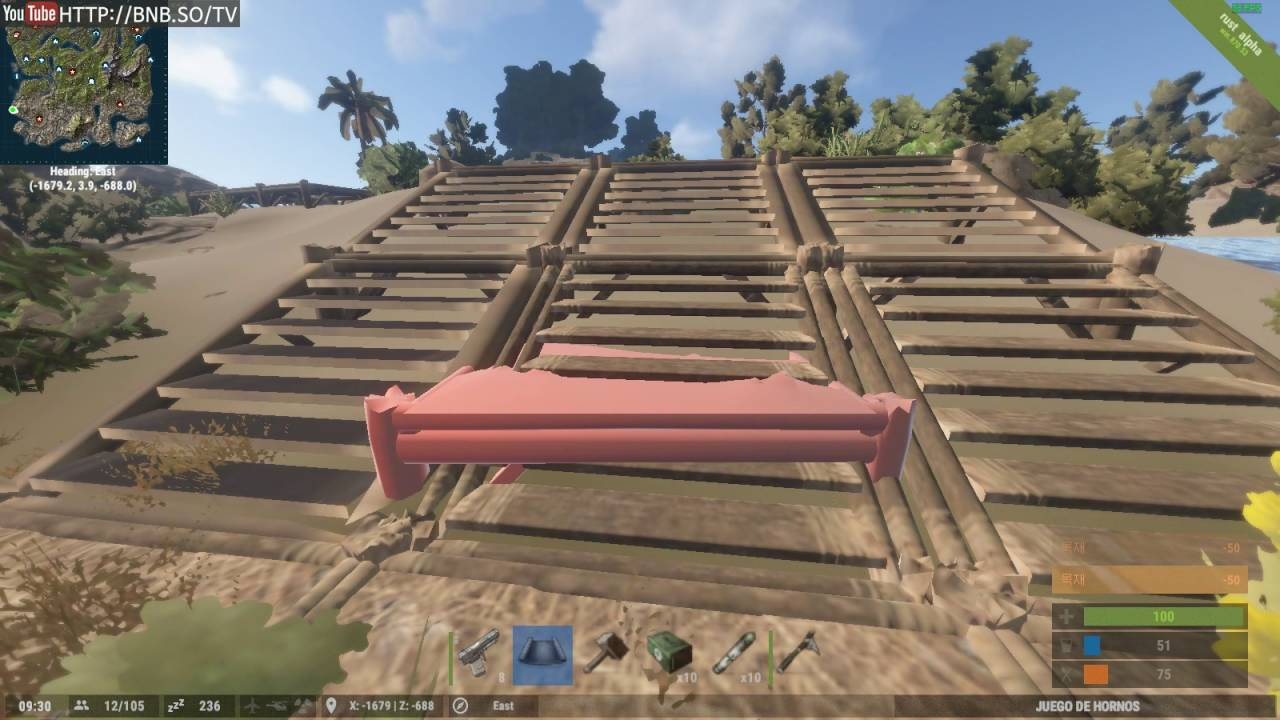 YouTube HTTP://BNB.SO/TV
rust alpha
Heading: East
(-1679.2, 3.9, -688.0)
목재 -50
목재 -50
100
51
75
8
x10
x10
09:30 12/105 zzZ 236 X: -1679 | Z: -688 East JUEGO DE HORNOS